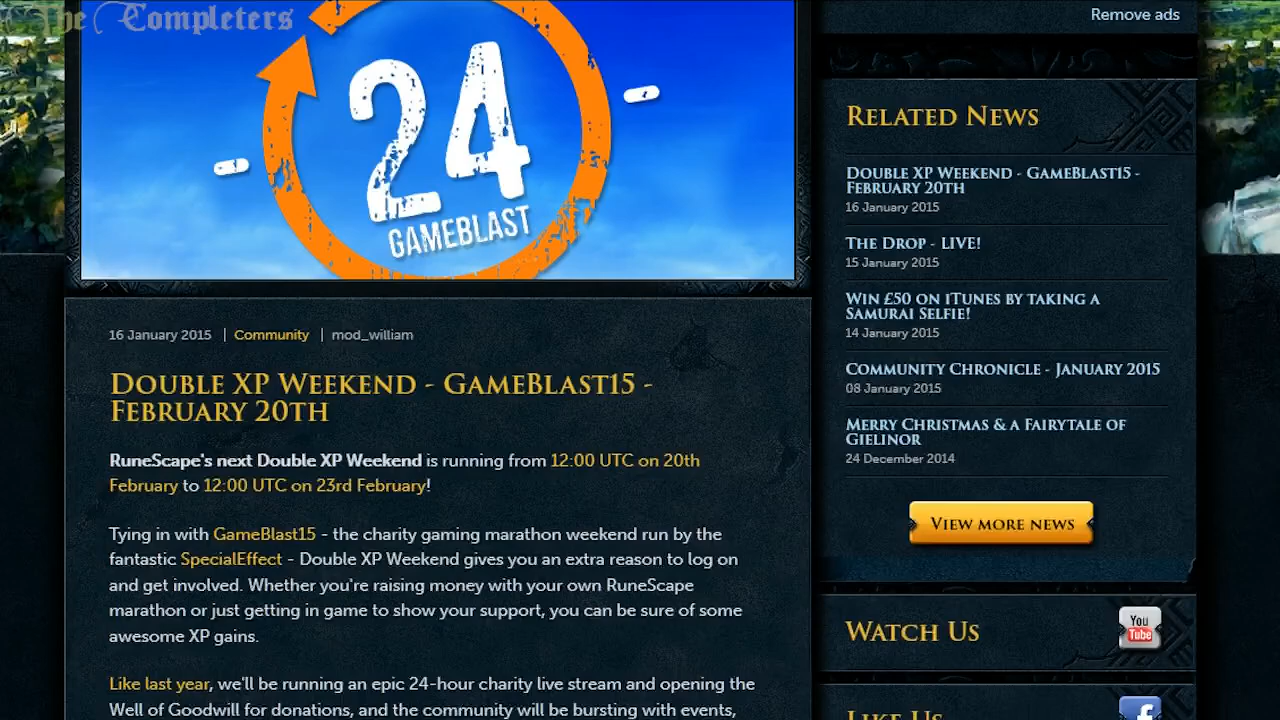 The Completers
24
GAMEBLAST
16 January 2015 | Community | mod_william
DOUBLE XP WEEKEND - GAMEBLAST15 -
FEBRUARY 20TH
RuneScape's next Double XP Weekend is running from 12:00 UTC on 20th
February to 12:00 UTC on 23rd February!
Tying in with GameBlast15 - the charity gaming marathon weekend run by the
fantastic SpecialEffect - Double XP Weekend gives you an extra reason to log on
and get involved. Whether you're raising money with your own RuneScape
marathon or just getting in game to show your support, you can be sure of some
awesome XP gains.
Like last year, we'll be running an epic 24-hour charity live stream and opening the
Well of Goodwill for donations, and the community will be bursting with events,
Remove ads
RELATED NEWS
DOUBLE XP WEEKEND - GAMEBLAST15 -
FEBRUARY 20TH
16 January 2015
THE DROP - LIVE!
15 January 2015
WIN £50 ON ITUNES BY TAKING A
SAMURAI SELFIE!
14 January 2015
COMMUNITY CHRONICLE - JANUARY 2015
08 January 2015
MERRY CHRISTMAS & A FAIRYTALE OF
GIELINOR
24 December 2014
VIEW MORE NEWS
WATCH US
You
Tube
LIKE US
f